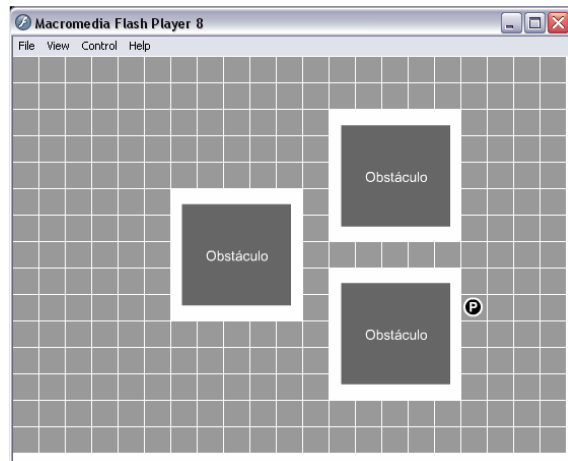 Macromedia Flash Player 8
File View Control Help
Obstáculo
Obstáculo
Obstáculo
P